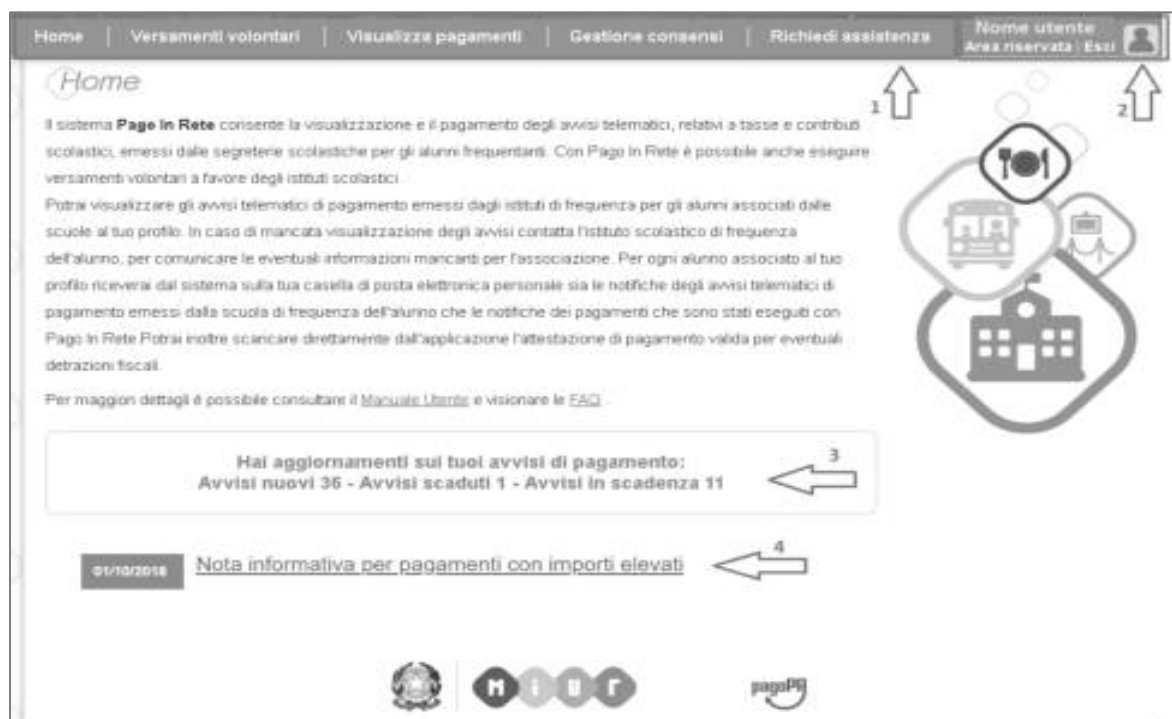 Home | Versamenti volontari | Visualizza pagamenti | Gestione consensi | Richiedi assistenza
Nome utente
Area riservata Esci
1
2
Home
Il sistema Pago In Rete consente la visualizzazione e il pagamento degli avvisi telematici, relativi a tasse e contributi
scolastici, emessi dalle segreterie scolastiche per gli alunni frequentanti. Con Pago In Rete è possibile anche eseguire
versamenti volontari a favore degli istituti scolastici
Potrai visualizzare gli avvisi telematici di pagamento emessi dagli istituti di frequenza per gli alunni associati dalle
scuole al tuo profilo. In caso di mancata visualizzazione degli avvisi contatta l'istituto scolastico di frequenza
dell'alunno, per comunicare le eventuali informazioni mancanti per l'associazione. Per ogni alunno associato al tuo
profilo riceverai dal sistema sulla tua casella di posta elettronica personale sia le notifiche degli avvisi telematici di
pagamento emessi dalla scuola di frequenza dell'alunno che le notifiche dei pagamenti che sono stati eseguiti con
Pago In Rete Potrai inoltre scaricare direttamente dall'applicazione l'attestazione di pagamento valida per eventuali
detrazioni fiscali.
Per maggiori dettagli è possibile consultare il Manuale Utente e visionare le FAQ .
Hai aggiornamenti sui tuoi avvisi di pagamento:
Avvisi nuovi 36 - Avvisi scaduti 1 - Avvisi in scadenza 11
3
01/10/2018 Nota informativa per pagamenti con importi elevati
4
MIUR
pagoPA